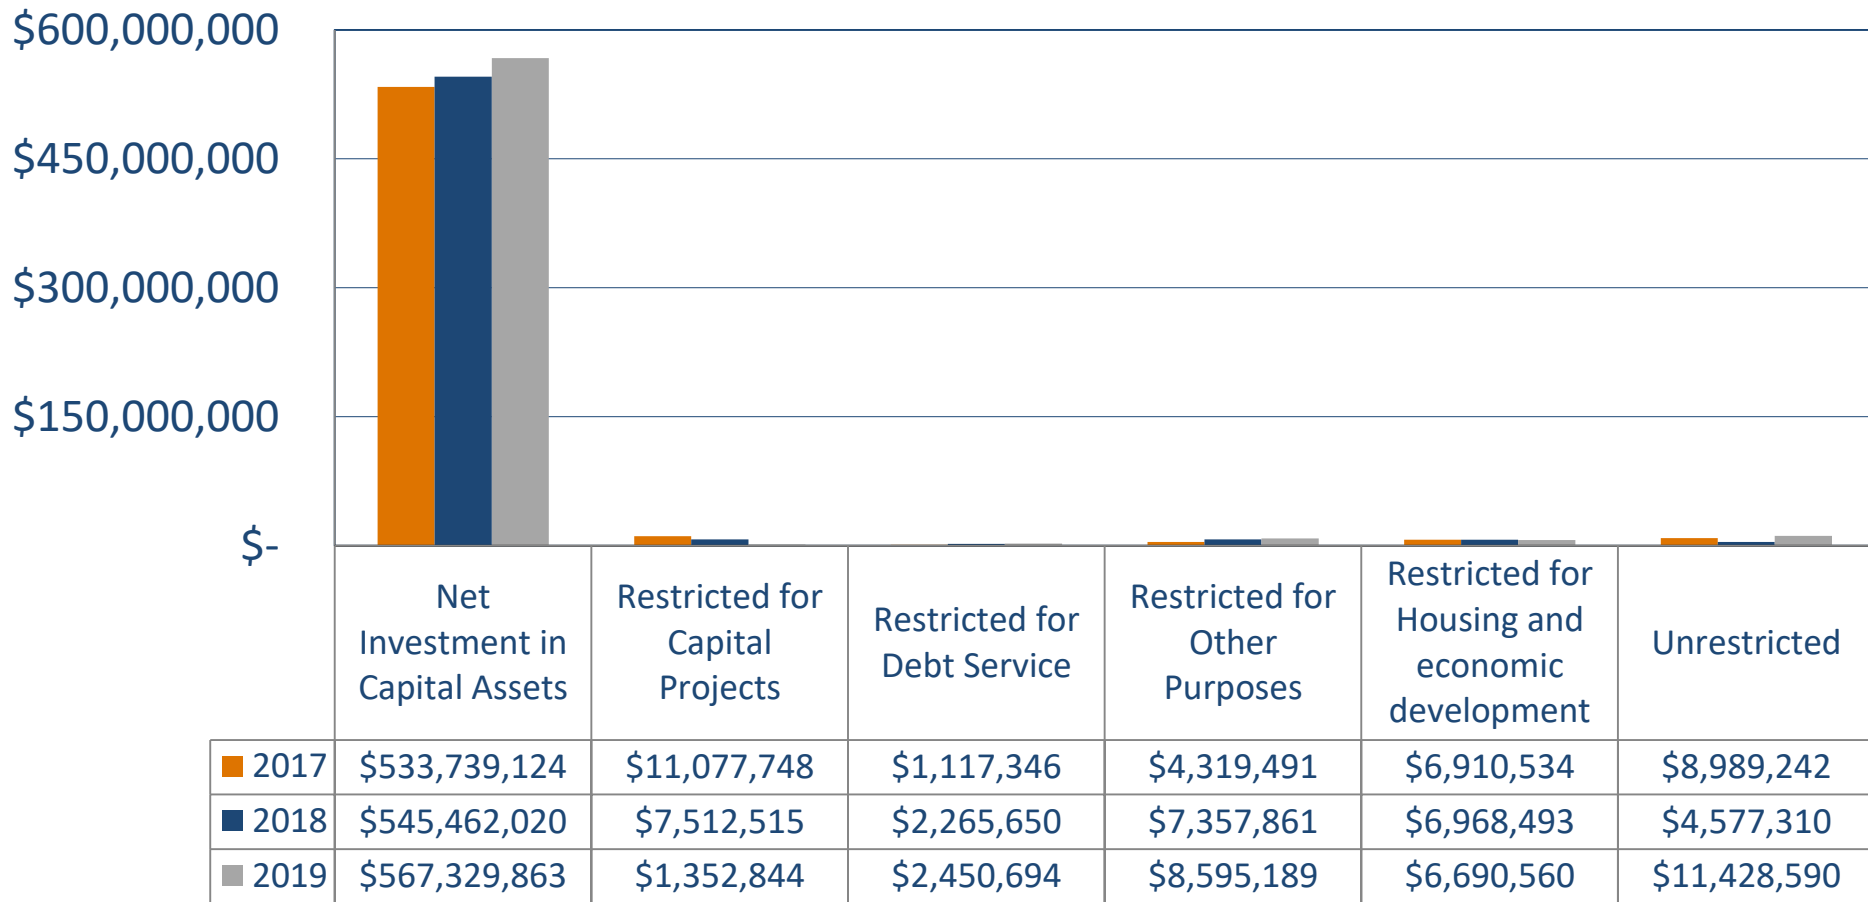 $600,000,000
$450,000,000
$300,000,000
$150,000,000
$-
Net
Investment in
Capital Assets
Restricted for
Capital
Projects
Restricted for
Debt Service
Restricted for
Other
Purposes
Restricted for
Housing and
economic
development
Unrestricted
2017 $533,739,124 $11,077,748 $1,117,346 $4,319,491 $6,910,534 $8,989,242
2018 $545,462,020 $7,512,515 $2,265,650 $7,357,861 $6,968,493 $4,577,310
2019 $567,329,863 $1,352,844 $2,450,694 $8,595,189 $6,690,560 $11,428,590